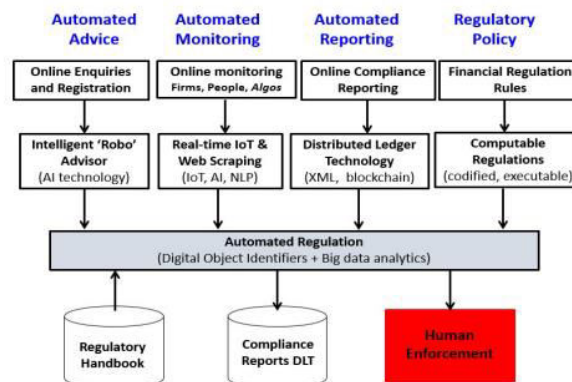 Automated Advice
Automated Monitoring
Automated Reporting
Regulatory Policy
Online Enquiries
and Registration
Online monitoring
Firms, People, Algos
Online Compliance
Reporting
Financial Regulation
Rules
Intelligent 'Robo'
Advisor
(AI technology)
Real-time IoT &
Web Scraping
(IoT, AI, NLP)
Distributed Ledger
Technology
(XML, blockchain)
Computable
Regulations
(codified, executable)
Automated Regulation
(Digital Object Identifiers + Big data analytics)
Regulatory
Handbook
Compliance
Reports DLT
Human
Enforcement